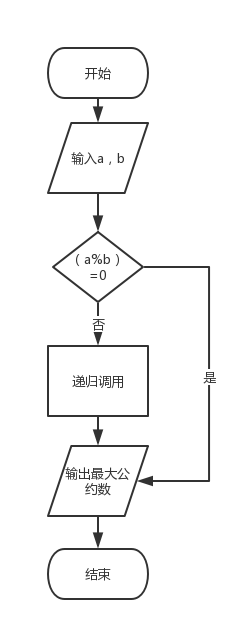 开始
输入a，b
（a%b）
=0
否
是
递归调用
输出最大公
约数
结束